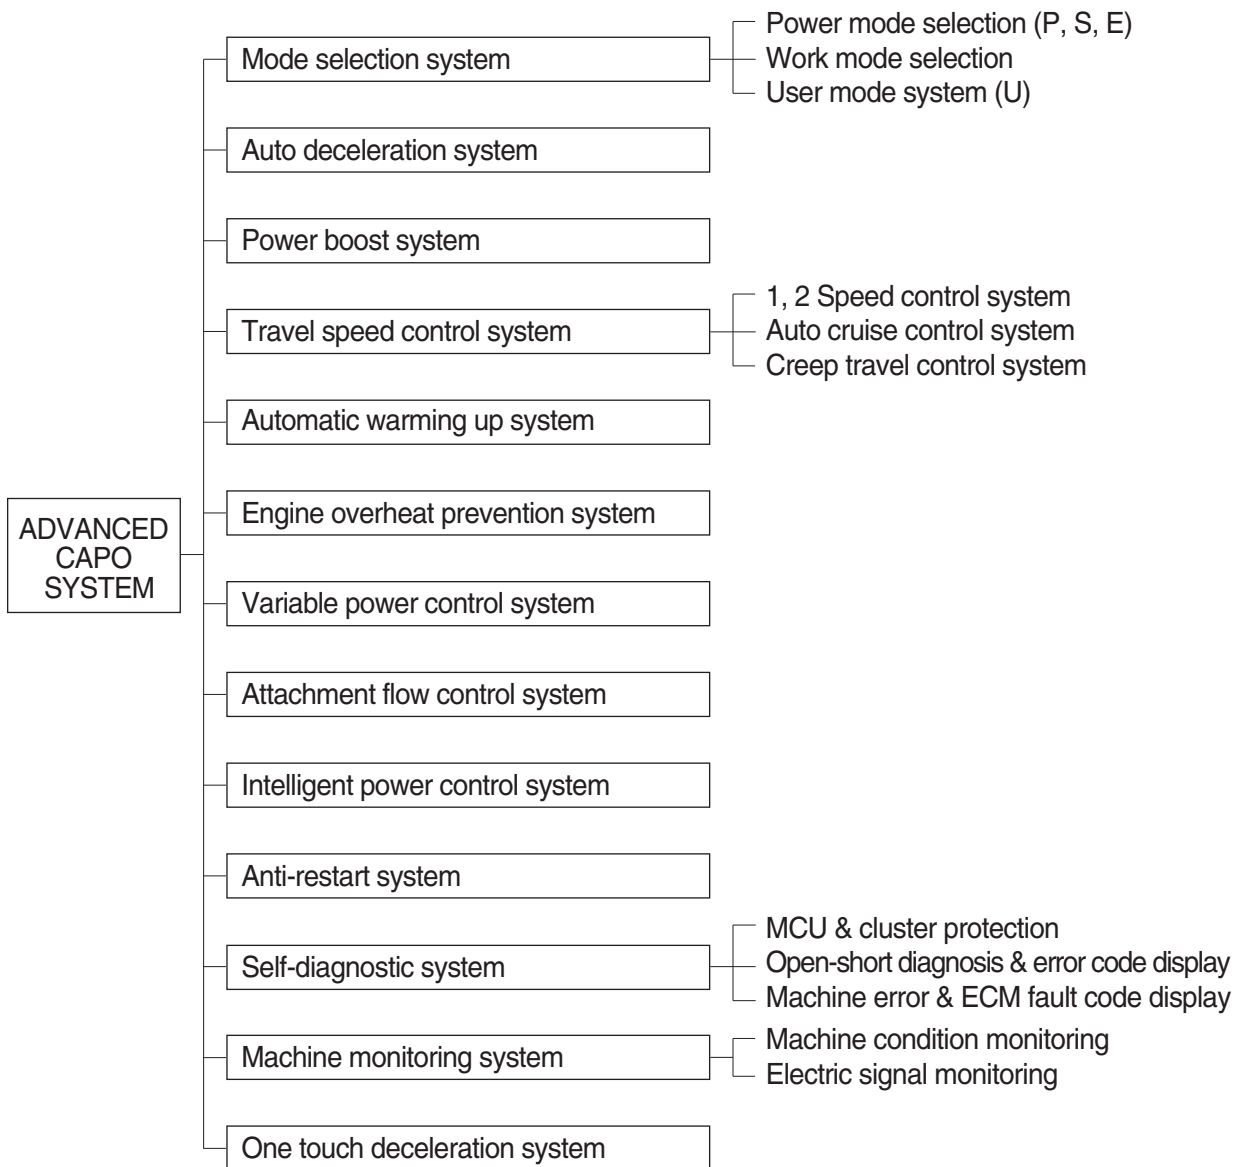 Power mode selection (P, S, E)
Mode selection system
Work mode selection
User mode system (U)
Auto deceleration system
Power boost system
1, 2 Speed control system
Travel speed control system
Auto cruise control system
Creep travel control system
Automatic warming up system
Engine overheat prevention system
ADVANCED
CAPO
SYSTEM
Variable power control system
Attachment flow control system
Intelligent power control system
Anti-restart system
MCU & cluster protection
Self-diagnostic system
Open-short diagnosis & error code display
Machine error & ECM fault code display
Machine condition monitoring
Machine monitoring system
Electric signal monitoring
One touch deceleration system